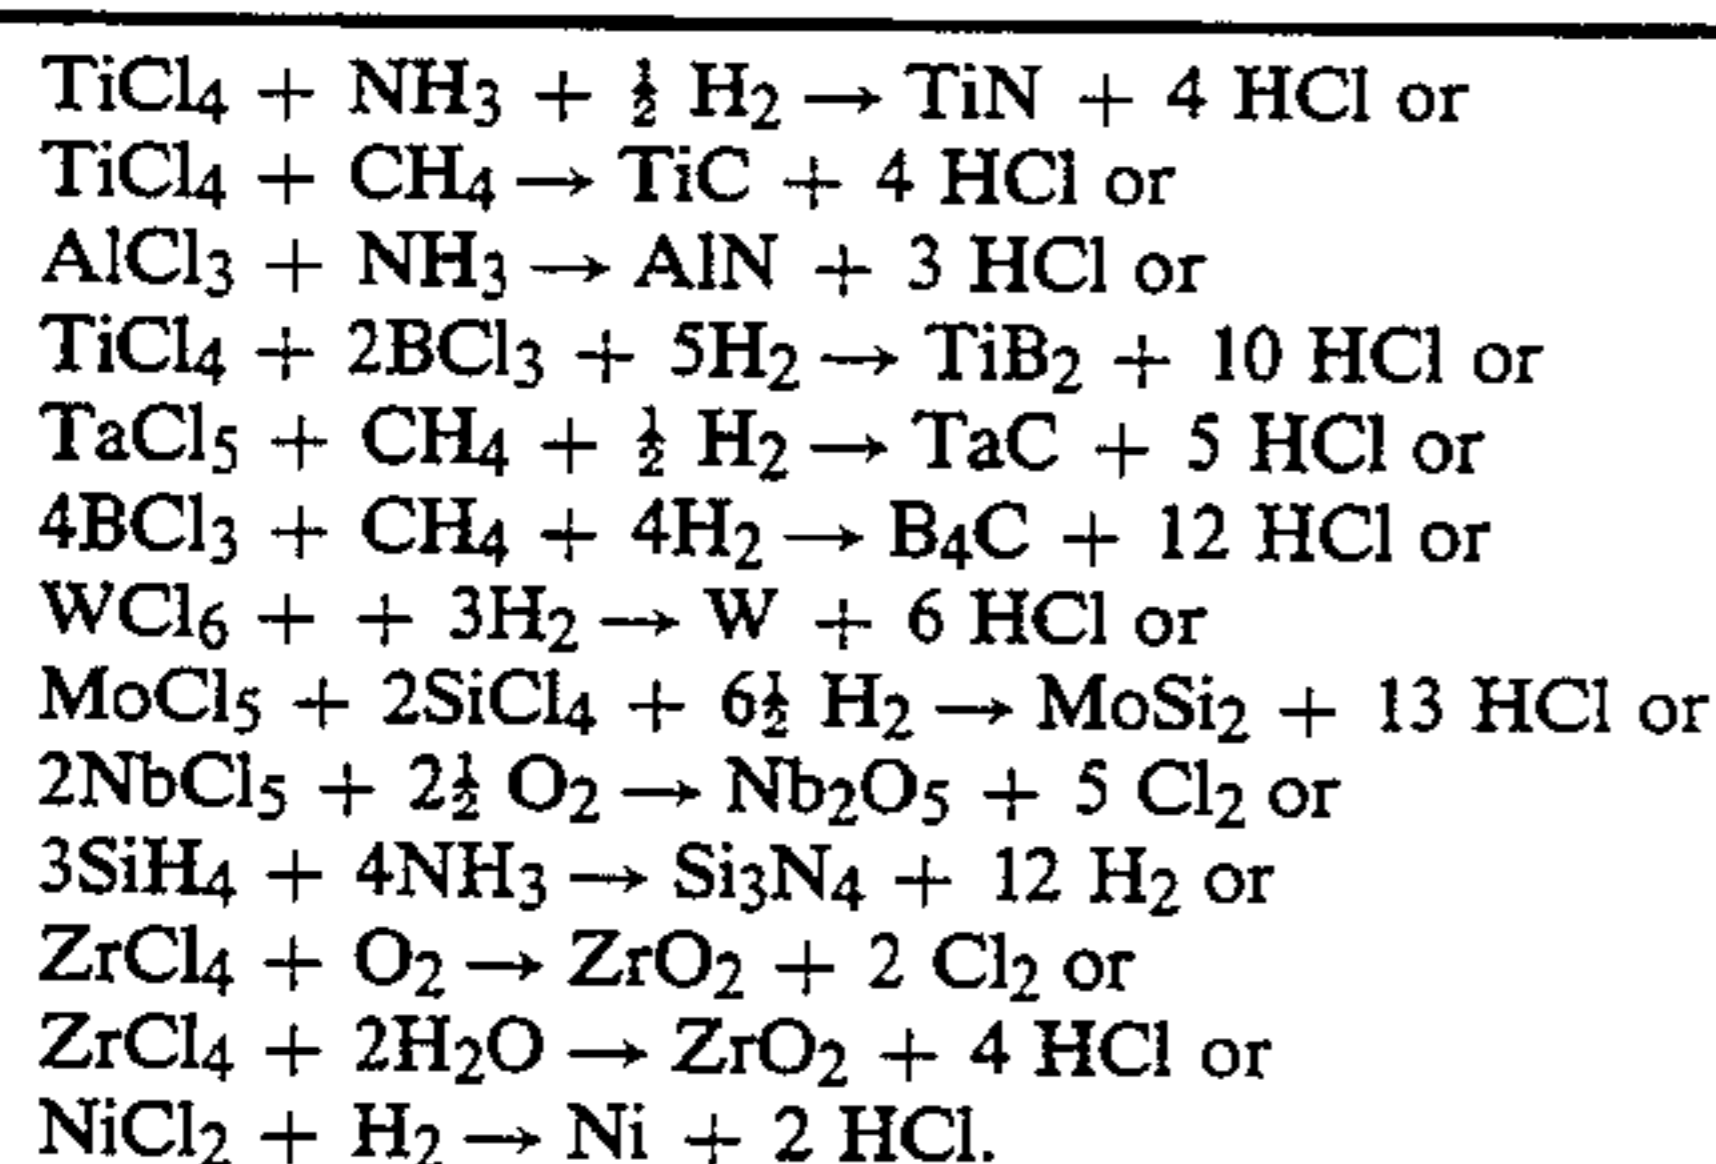 TiCl₄ + NH₃ + ½ H₂ → TiN + 4 HCl or
TiCl₄ + CH₄ → TiC + 4 HCl or
AlCl₃ + NH₃ → AlN + 3 HCl or
TiCl₄ + 2BCl₃ + 5H₂ → TiB₂ + 10 HCl or
TaCl₅ + CH₄ + ½ H₂ → TaC + 5 HCl or
4BCl₃ + CH₄ + 4H₂ → B₄C + 12 HCl or
WCl₆ + + 3H₂ → W + 6 HCl or
MoCl₅ + 2SiCl₄ + 6½ H₂ → MoSi₂ + 13 HCl or
2NbCl₅ + 2½ O₂ → Nb₂O₅ + 5 Cl₂ or
3SiH₄ + 4NH₃ → Si₃N₄ + 12 H₂ or
ZrCl₄ + O₂ → ZrO₂ + 2 Cl₂ or
ZrCl₄ + 2H₂O → ZrO₂ + 4 HCl or
NiCl₂ + H₂ → Ni + 2 HCl.